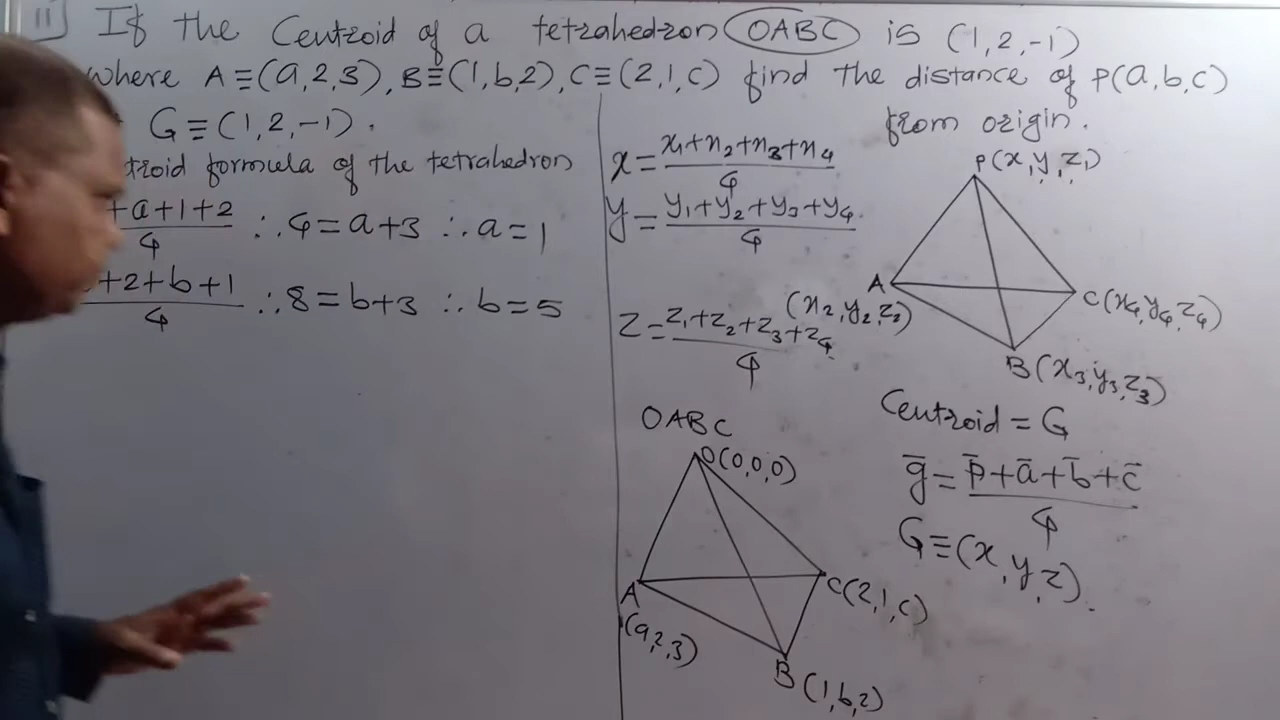 11] If the Centroid of a tetrahedron OABC is (1,2,-1)
where A≡(a,2,3), B≡(1,b,2), C≡(2,1,c) find the distance of P(a,b,c)
from origin.
G≡(1,2,-1).
troid formula of the tetrahedron
+a+1+2
4
∴ 4=a+3 ∴ a=1
+2+b+1
4
∴ 8=b+3 ∴ b=5
x = x1+x2+x3+x4
4
y = y1+y2+y3+y4
4
z = z1+z2+z3+z4
4
P(x,y,z1)
A
(x2,y2,z2)
C(x4,y4,z4)
B(x3,y3,z3)
OABC
O(0,0,0)
A
(a,2,3)
C(2,1,c)
B(1,b,2)
Centroid = G
g̅ = p̅+a̅+b̅+c̅
4
G≡(x,y,z).